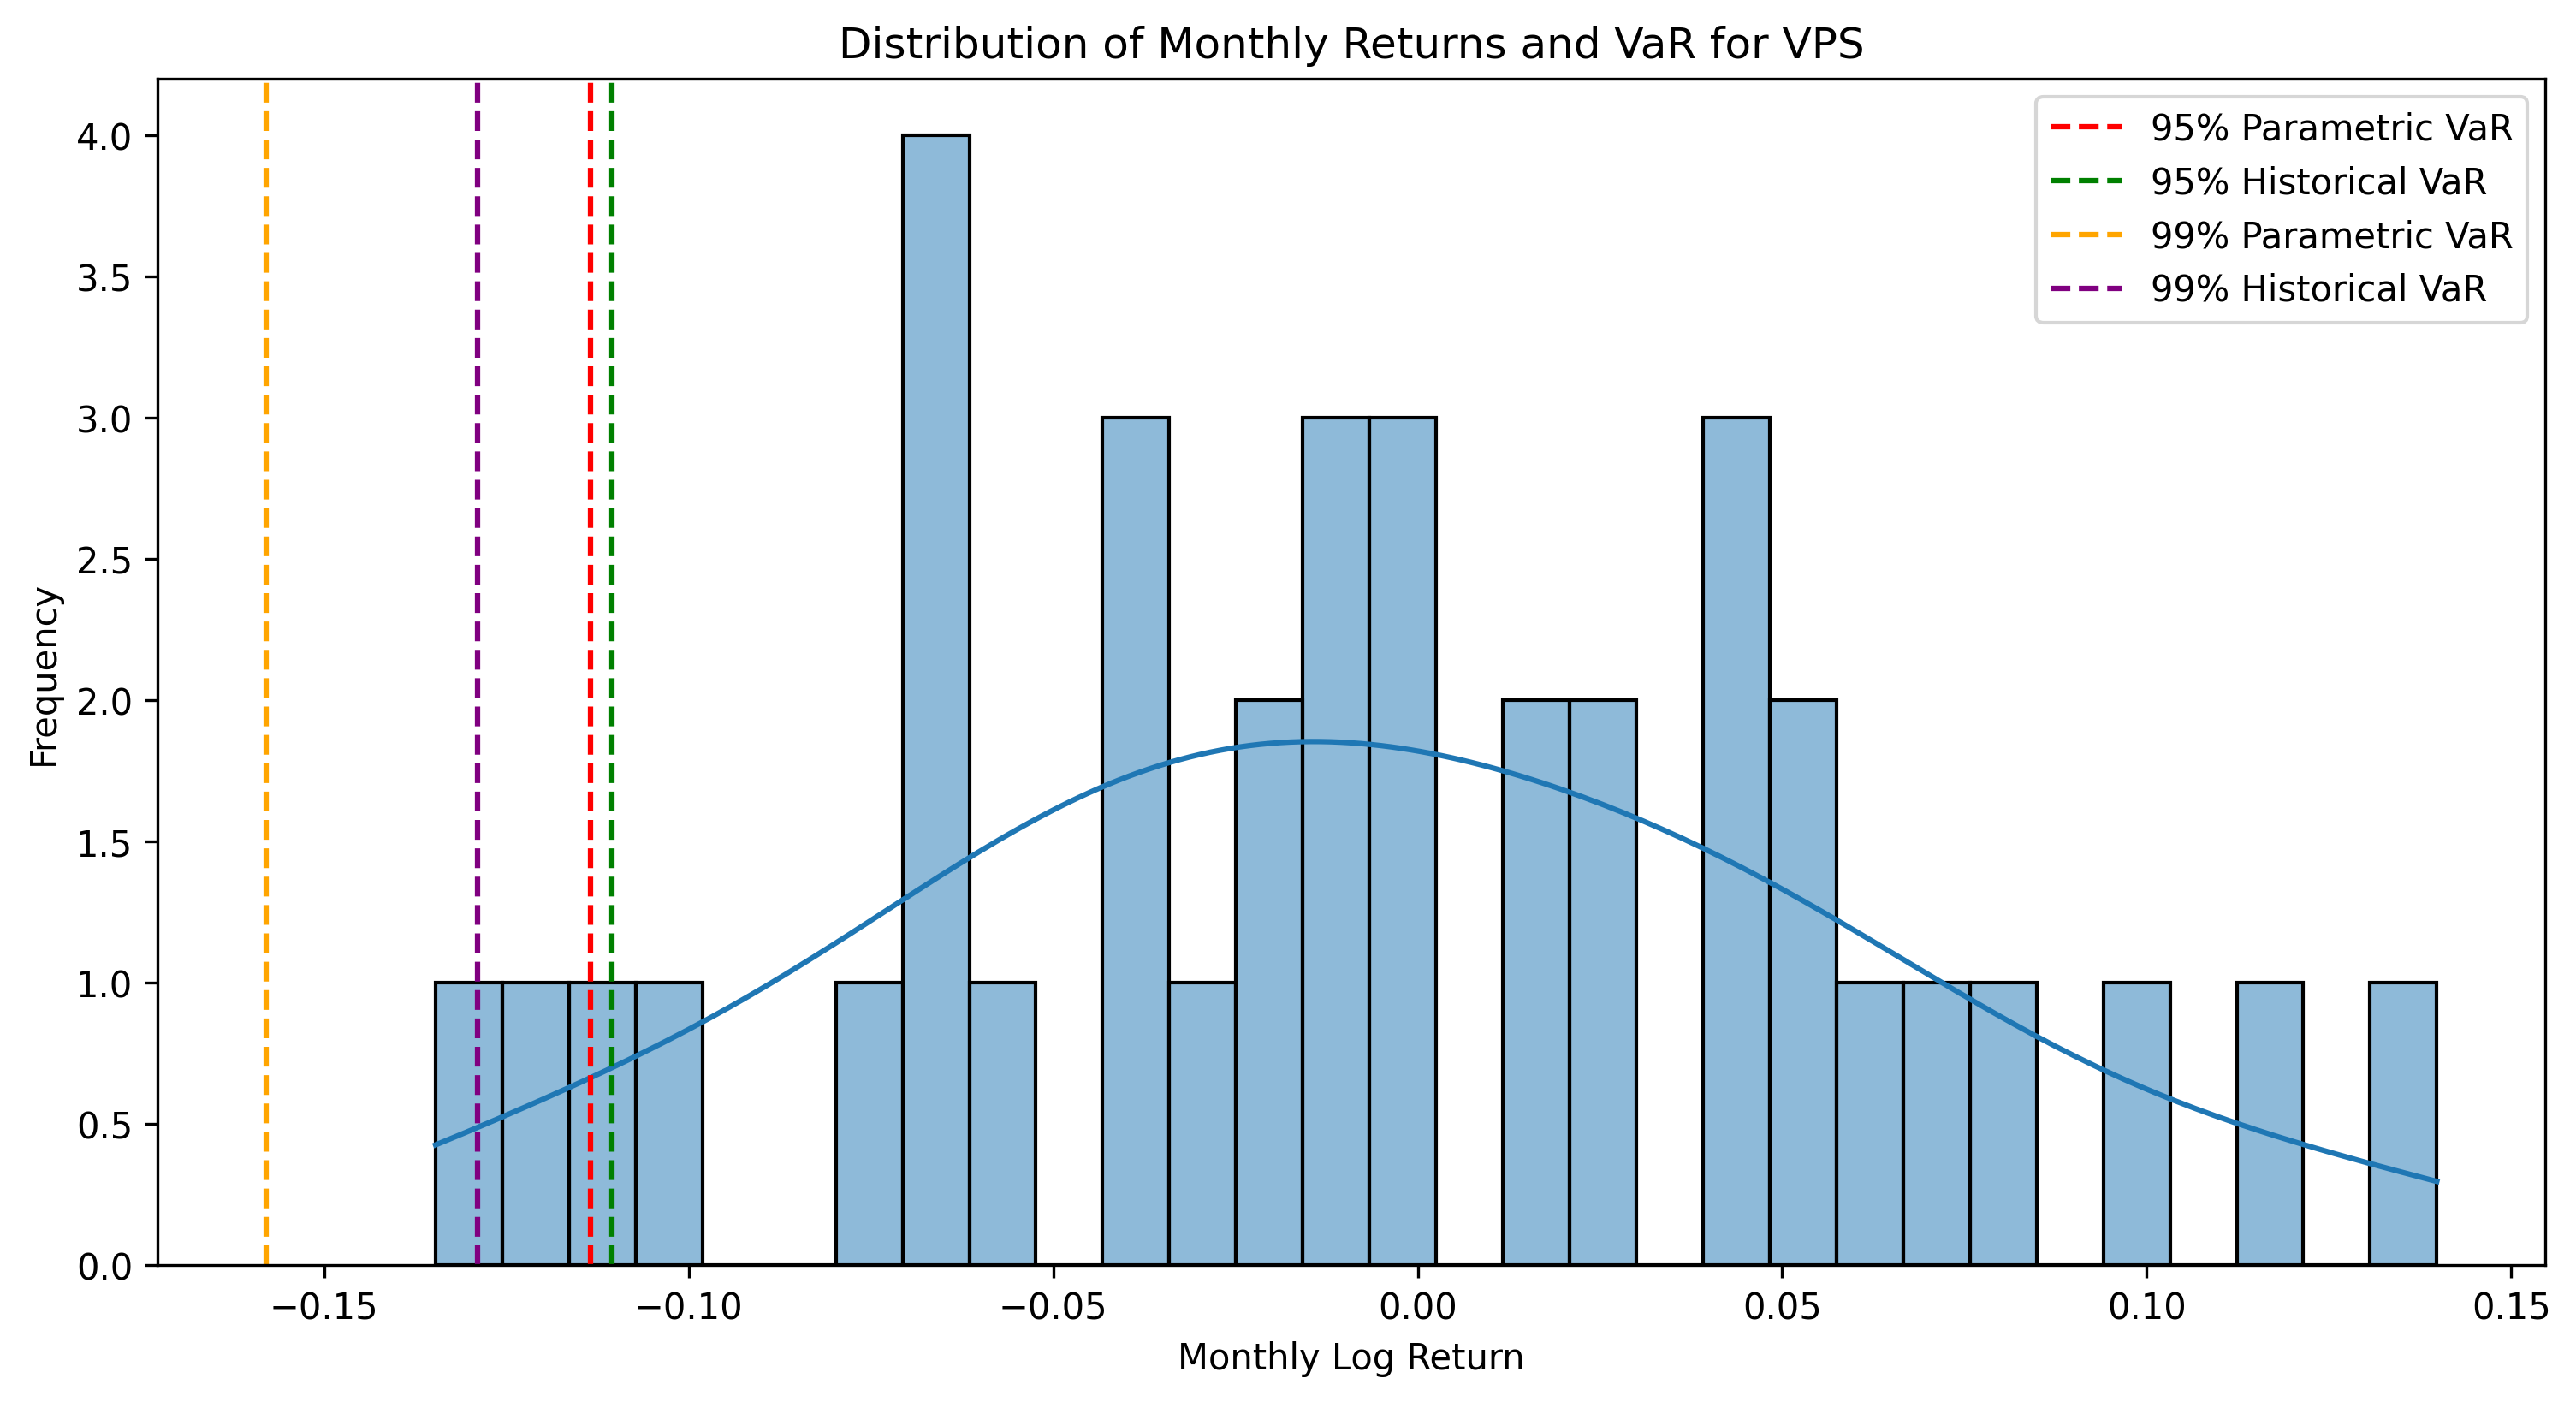 Distribution of Monthly Returns and VaR for VPS
95% Parametric VaR
95% Historical VaR
99% Parametric VaR
99% Historical VaR
Frequency
4.0
3.5
3.0
2.5
2.0
1.5
1.0
0.5
0.0
−0.15 −0.10 −0.05 0.00 0.05 0.10 0.15
Monthly Log Return